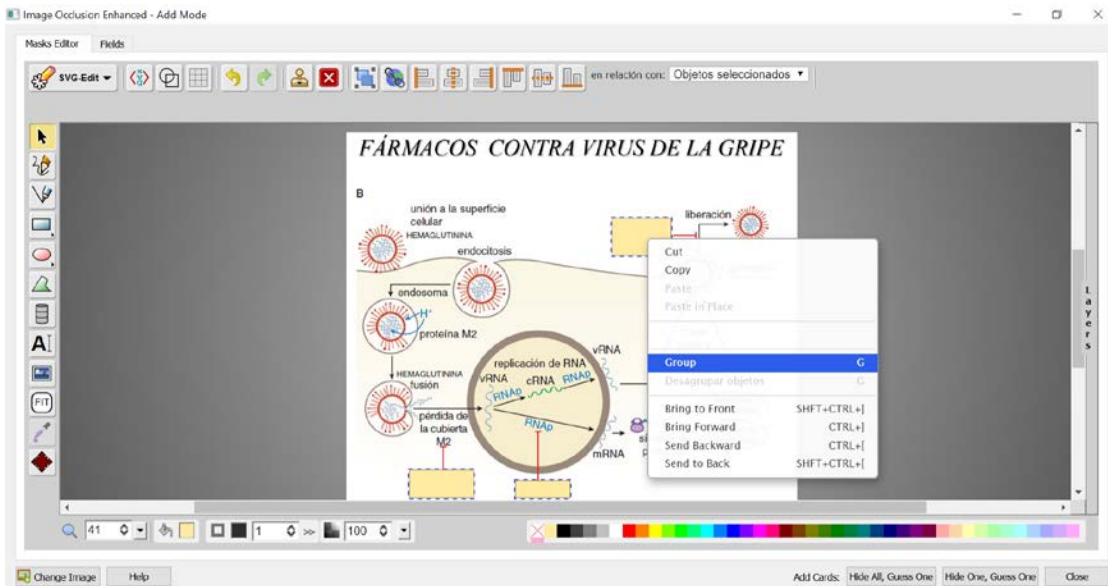 Image Occlusion Enhanced - Add Mode
Masks Editor Fields
SVG-Edit en relación con: Objetos seleccionados
FÁRMACOS CONTRA VIRUS DE LA GRIPE
B
unión a la superficie
celular
HEMAGLUTININA
liberación
endocitosis
endosoma
H+
proteína M2
HEMAGLUTININA
fusión
pérdida de
la cubierta
M2
replicación de RNA
vRNA
vRNA cRNA RNAp
RNAp
RNAp
mRNA
Cut
Copy
Paste
Paste in Place
Group G
Desagrupar objetos G
Bring to Front SHFT+CTRL+]
Bring Forward CTRL+]
Send Backward CTRL+[
Send to Back SHFT+CTRL+[
Layers
A
FIT
41 1 >> 100
Change Image Help Add Cards: Hide All, Guess One Hide One, Guess One Close